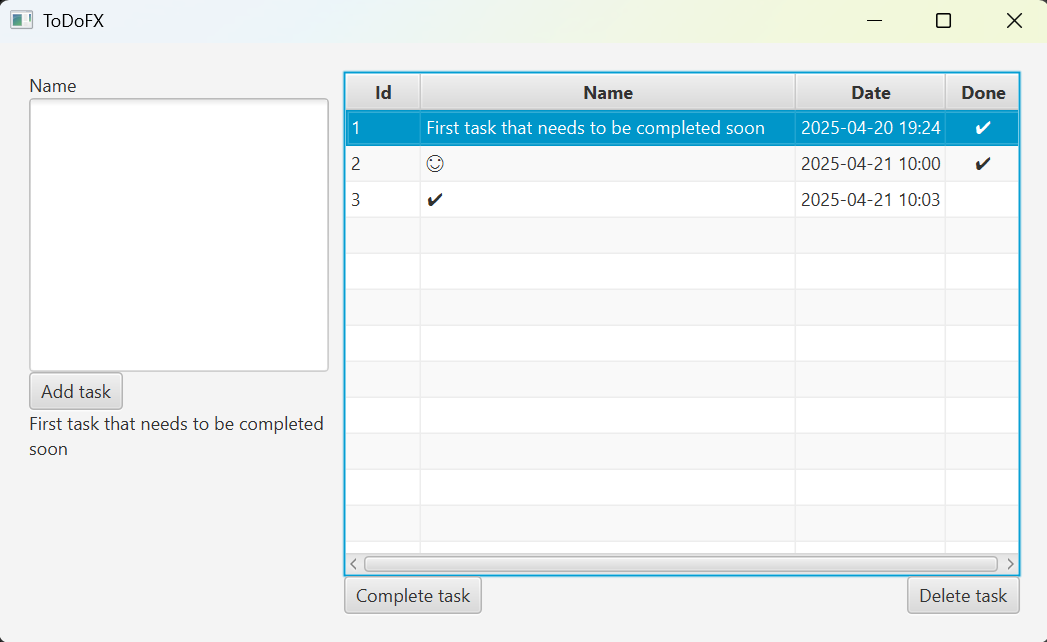 ToDoFX
Name
Add task
First task that needs to be completed
soon
Id Name Date Done
1 First task that needs to be completed soon 2025-04-20 19:24 ✔
2 ☺ 2025-04-21 10:00 ✔
3 ✔ 2025-04-21 10:03
Complete task Delete task